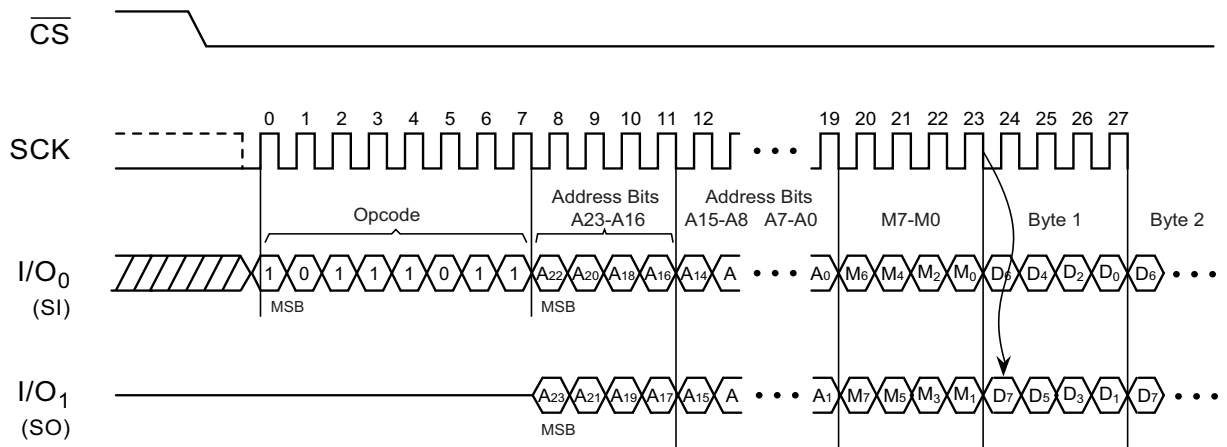 CS
SCK
0 1 2 3 4 5 6 7 8 9 10 11 12 19 20 21 22 23 24 25 26 27
Opcode
Address Bits
A23-A16
Address Bits
A15-A8 A7-A0
M7-M0
Byte 1
Byte 2
I/O0
(SI)
1 0 1 1 1 0 1 1 A22 A20 A18 A16 A14 A A0 M6 M4 M2 M0 D6 D4 D2 D0 D6
MSB MSB
I/O1
(SO)
A23 A21 A19 A17 A15 A A1 M7 M5 M3 M1 D7 D5 D3 D1 D7
MSB